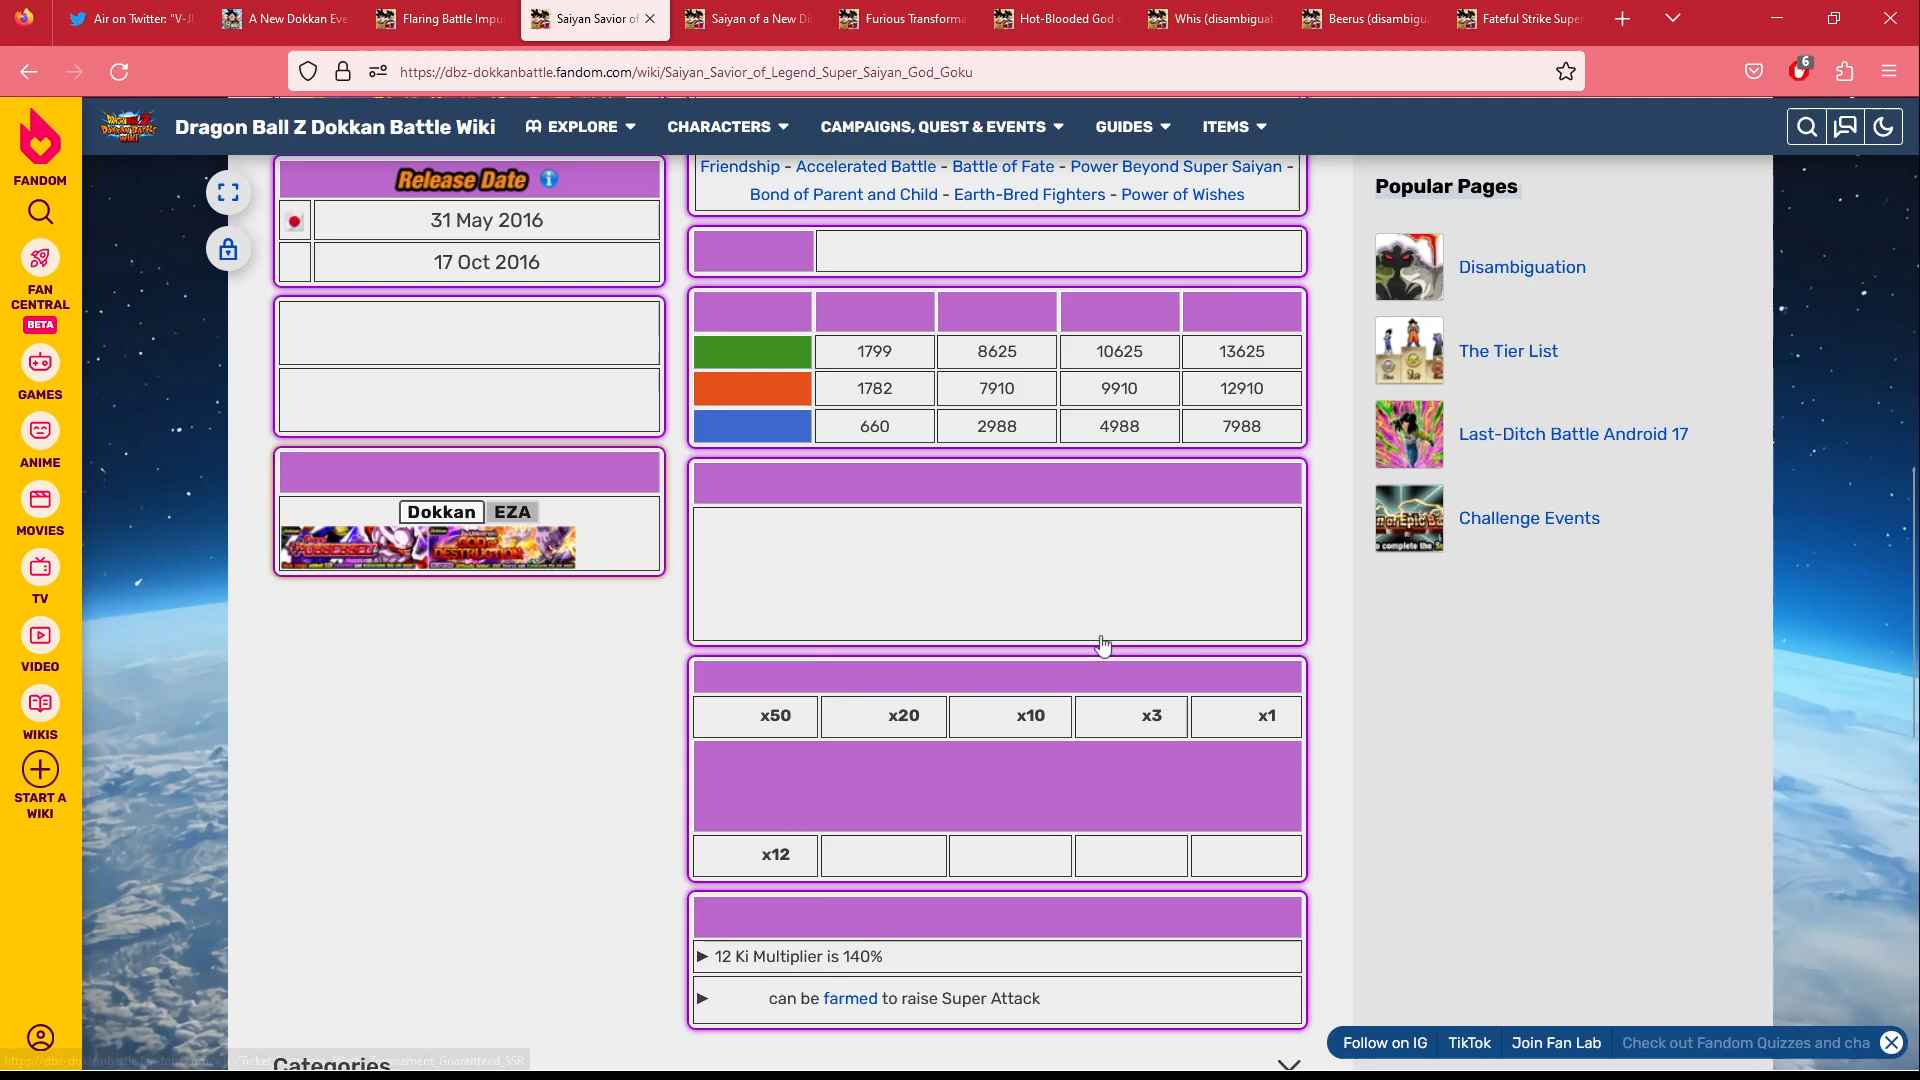 Air on Twitter: "V-JU
A New Dokkan Eve
Flaring Battle Impu
Saiyan Savior of
Saiyan of a New Di
Furious Transforma
Hot-Blooded God o
Whis (disambiguat
Beerus (disambigu
Fateful Strike Super
https://dbz-dokkanbattle.fandom.com/wiki/Saiyan_Savior_of_Legend_Super_Saiyan_God_Goku
6
Dragon Ball Z Dokkan Battle Wiki
EXPLORE
CHARACTERS
CAMPAIGNS, QUEST & EVENTS
GUIDES
ITEMS
FANDOM
FAN
CENTRAL
BETA
GAMES
ANIME
MOVIES
TV
VIDEO
WIKIS
START A
WIKI
Release Date
31 May 2016
17 Oct 2016
Dokkan EZA
Friendship - Accelerated Battle - Battle of Fate - Power Beyond Super Saiyan -
Bond of Parent and Child - Earth-Bred Fighters - Power of Wishes
1799 8625 10625 13625
1782 7910 9910 12910
660 2988 4988 7988
x50 x20 x10 x3 x1
x12
► 12 Ki Multiplier is 140%
► can be farmed to raise Super Attack
Categories
Popular Pages
Disambiguation
The Tier List
Last-Ditch Battle Android 17
Challenge Events
Follow on IG TikTok Join Fan Lab Check out Fandom Quizzes and cha